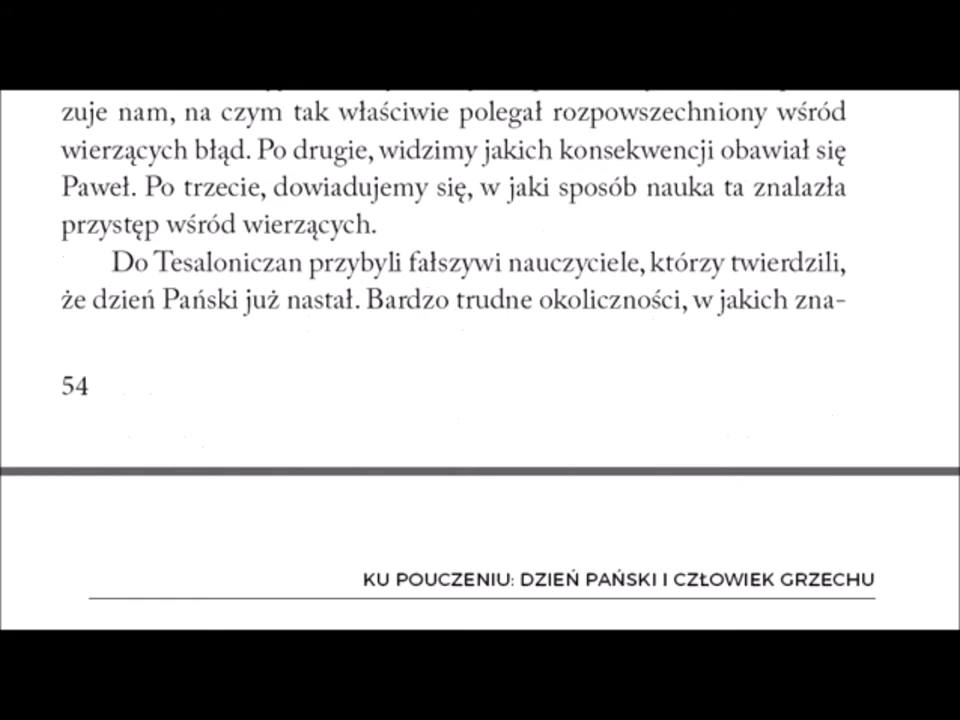 zuje nam, na czym tak właściwie polegał rozpowszechniony wśród
wierzących błąd. Po drugie, widzimy jakich konsekwencji obawiał się
Paweł. Po trzecie, dowiadujemy się, w jaki sposób nauka ta znalazła
przystęp wśród wierzących.
Do Tesaloniczan przybyli fałszywi nauczyciele, którzy twierdzili,
że dzień Pański już nastał. Bardzo trudne okoliczności, w jakich zna-
54
KU POUCZENIU: DZIEŃ PAŃSKI I CZŁOWIEK GRZECHU